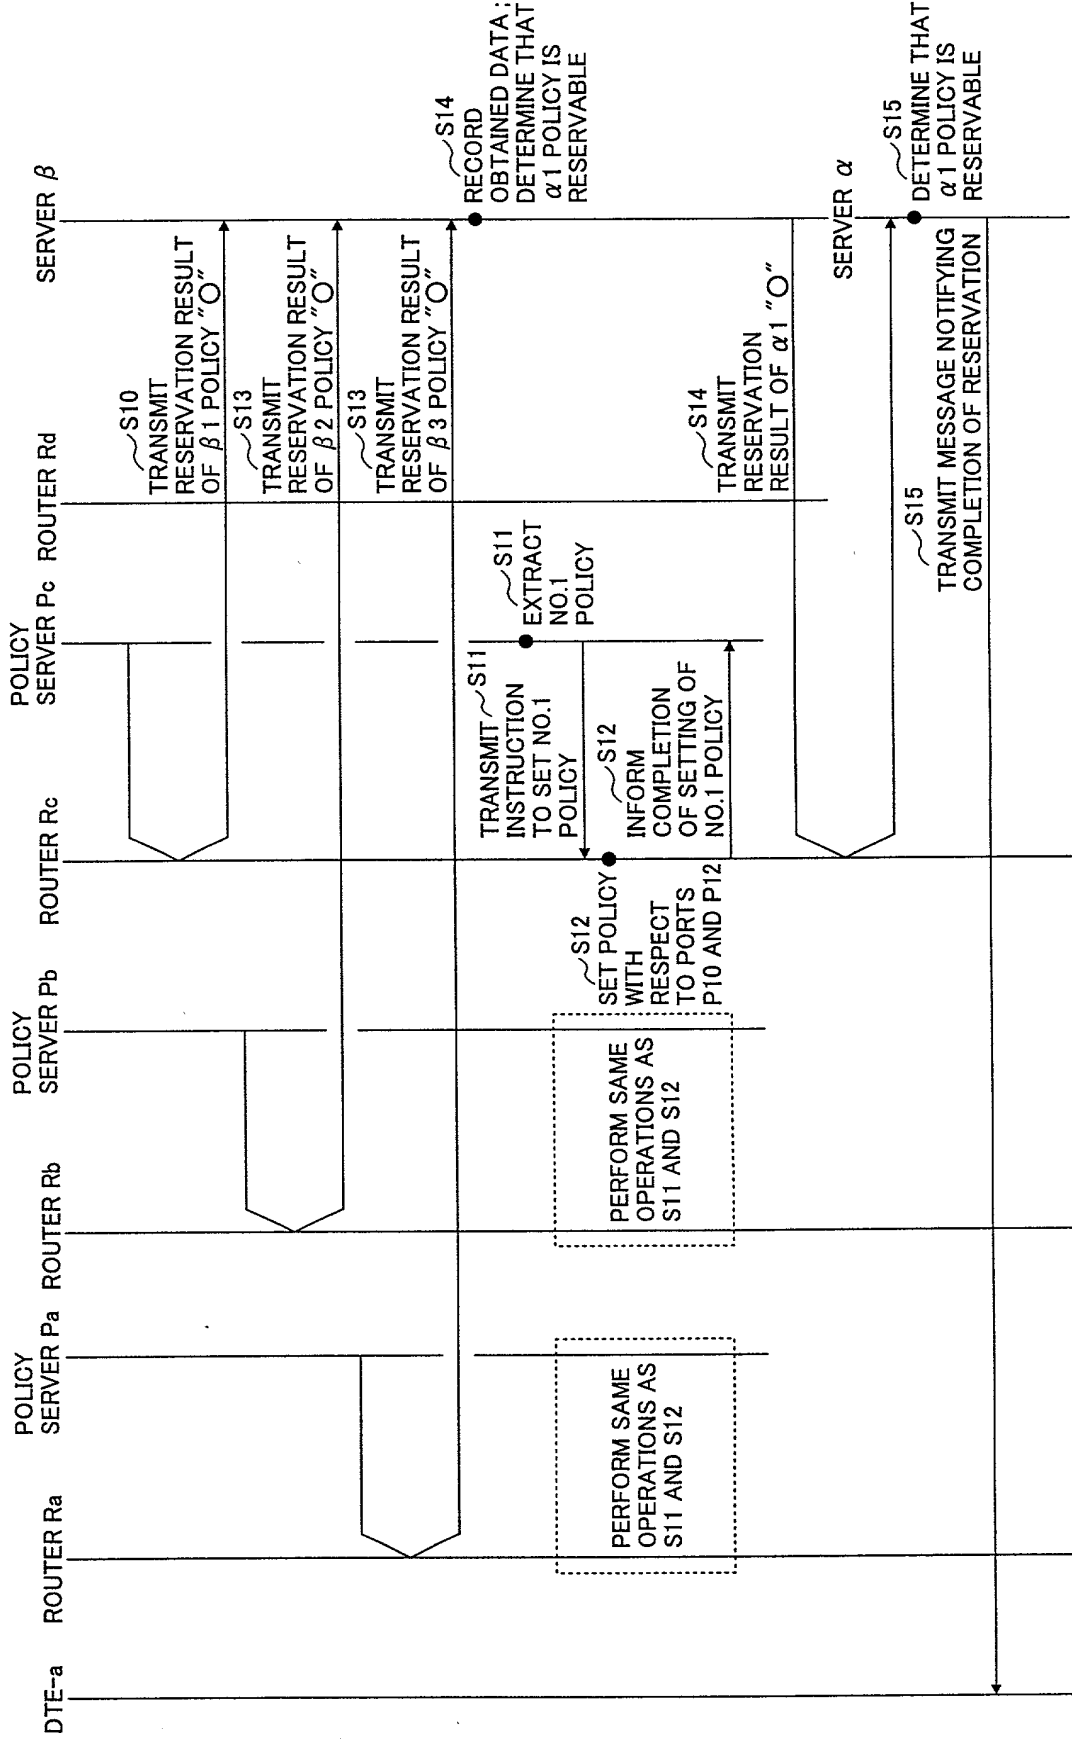 DTE-a
ROUTER Ra
POLICY
SERVER Pa
ROUTER Rb
POLICY
SERVER Pb
ROUTER Rc
POLICY
SERVER Pc
ROUTER Rd
SERVER β
S10
TRANSMIT
RESERVATION RESULT
OF β1 POLICY "O"
S13
TRANSMIT
RESERVATION RESULT
OF β2 POLICY "O"
S13
TRANSMIT
RESERVATION RESULT
OF β3 POLICY "O"
S14
RECORD
OBTAINED DATA;
DETERMINE THAT
α1 POLICY IS
RESERVABLE
S11
EXTRACT
NO.1
POLICY
TRANSMIT S11
INSTRUCTION
TO SET NO.1
POLICY
S12
SET POLICY
WITH
RESPECT
TO PORTS
P10 AND P12
S12
INFORM
COMPLETION
OF SETTING OF
NO.1 POLICY
PERFORM SAME
OPERATIONS AS
S11 AND S12
PERFORM SAME
OPERATIONS AS
S11 AND S12
S14
TRANSMIT
RESERVATION
RESULT OF α1 "O"
SERVER α
S15
DETERMINE THAT
α1 POLICY IS
RESERVABLE
S15
TRANSMIT MESSAGE NOTIFYING
COMPLETION OF RESERVATION